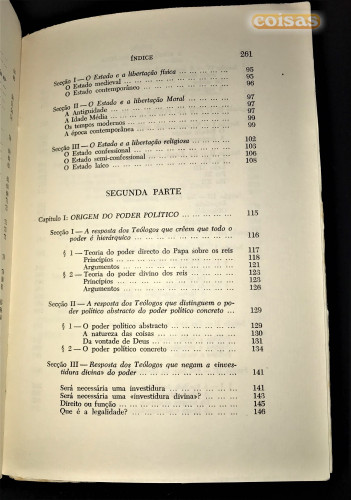 coisas
ÍNDICE 261
Secção I — O Estado e a libertação física ... 95
O Estado medieval ... 95
O Estado contemporâneo ... 96
Secção II — O Estado e a libertação Moral ... 97
A Antiguidade ... 97
A Idade Média ... 97
Os tempos modernos ... 99
A época contemporânea ... 99
Secção III — O Estado e a libertação religiosa ... 102
O Estado confessional ... 103
O Estado semi-confessional ... 106
O Estado laico ... 108
SEGUNDA PARTE
Capítulo I: ORIGEM DO PODER POLITICO ... 115
Secção I — A resposta dos Teólogos que crêem que todo o
poder é hierárquico ... 116
§ 1 — Teoria do poder directo do Papa sobre os reis 117
Princípios ... 118
Argumentos ... 121
§ 2 — Teoria do poder divino dos reis ... 123
Princípios ... 123
Argumentos ... 128
Secção II — A resposta dos Teólogos que distinguem o po-
der político abstracto do poder político concreto ... 129
§ 1 — O poder político abstracto ... 129
A natureza das coisas ... 130
Da vontade de Deus ... 131
§ 2 — O poder político concreto ... 134
Secção III — Resposta dos Teólogos que negam a «inves-
tidura divina» do poder ... 141
Será necessária uma investidura ... 141
Será necessária uma «investidura divina»? ... 143
Direito ou função ... 145
Que é a legalidade? ... 146